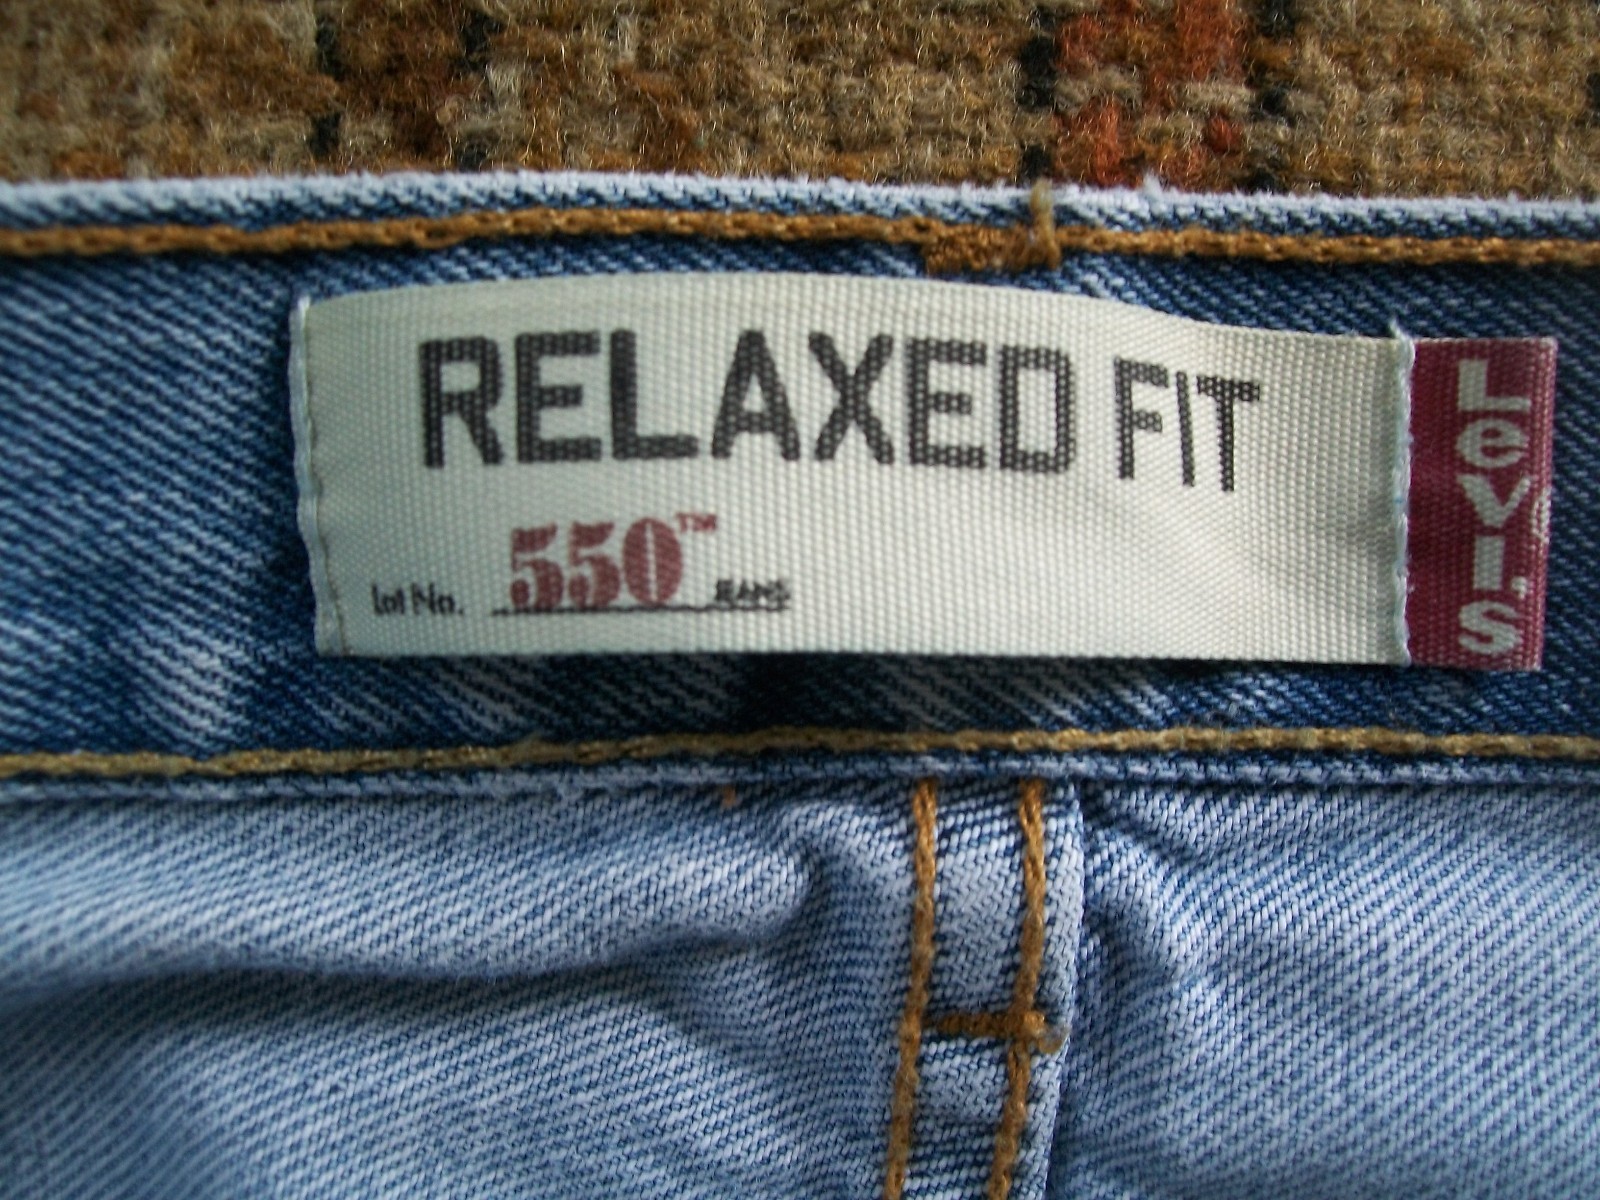 RELAXED FIT
Lot No. 550™ JEANS
Levi's